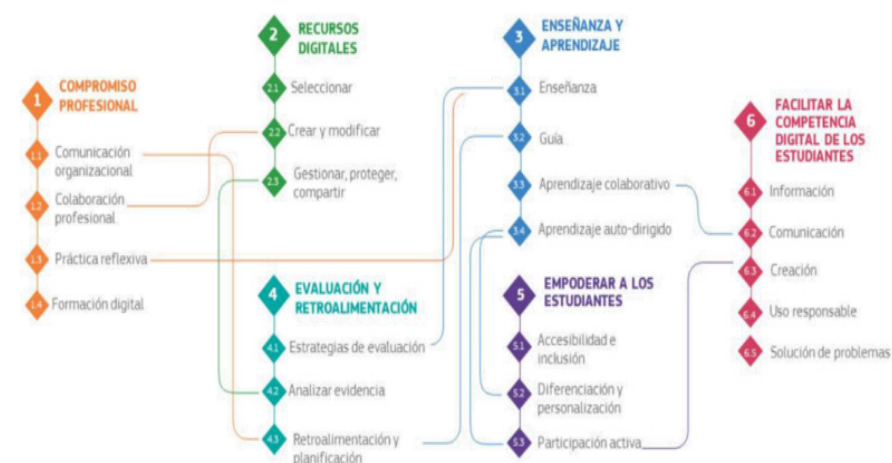 1
COMPROMISO
PROFESIONAL
1.1
Comunicación
organizacional
1.2
Colaboración
profesional
1.3
Práctica reflexiva
1.4
Formación digital
2
RECURSOS
DIGITALES
2.1
Seleccionar
2.2
Crear y modificar
2.3
Gestionar, proteger,
compartir
3
ENSEÑANZA Y
APRENDIZAJE
3.1
Enseñanza
3.2
Guía
3.3
Aprendizaje colaborativo
3.4
Aprendizaje auto-dirigido
4
EVALUACIÓN Y
RETROALIMENTACIÓN
4.1
Estrategias de evaluación
4.2
Analizar evidencia
4.3
Retroalimentación y
planificación
5
EMPODERAR A LOS
ESTUDIANTES
5.1
Accesibilidad e
inclusión
5.2
Diferenciación y
personalización
5.3
Participación activa
6
FACILITAR LA
COMPETENCIA
DIGITAL DE LOS
ESTUDIANTES
6.1
Información
6.2
Comunicación
6.3
Creación
6.4
Uso responsable
6.5
Solución de problemas